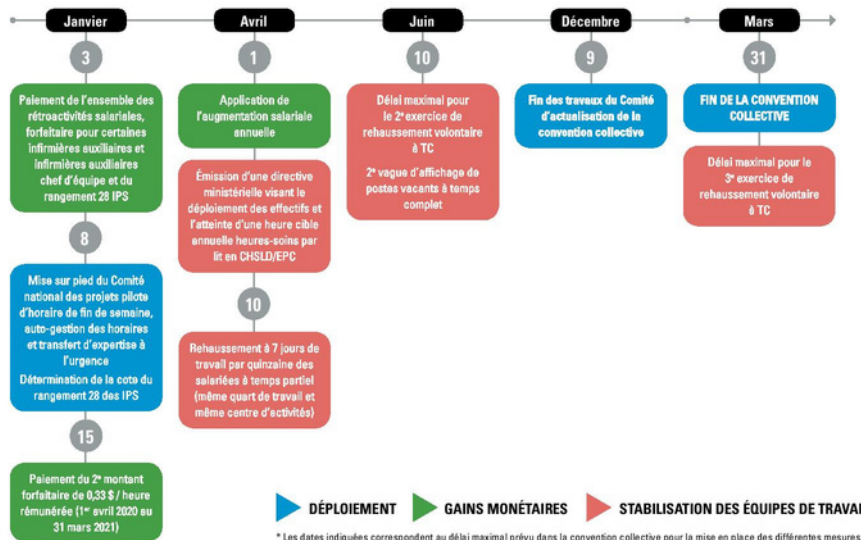 Janvier
Avril
Juin
Décembre
Mars
3
Paiement de l'ensemble des
rétroactivités salariales,
forfaitaire pour certaines
infirmières auxiliaires et
infirmières auxiliaires
chef d'équipe et du
rangement 28 IPS
8
Mise sur pied du Comité
national des projets pilote
d'horaire de fin de semaine,
auto-gestion des horaires
et transfert d'expertise à
l'urgence
Détermination de la cote du
rangement 28 des IPS
15
Paiement du 2e montant
forfaitaire de 0,33 $ / heure
rémunérée (1er avril 2020 au
31 mars 2021)
1
Application de
l'augmentation salariale
annuelle
Émission d'une directive
ministérielle visant le
déploiement des effectifs et
l'atteinte d'une heure cible
annuelle heures-soins par
lit en CHSLD/EPC
10
Rehaussement à 7 jours de
travail par quinzaine des
salariées à temps partiel
(même quart de travail et
même centre d'activités)
10
Délai maximal pour
le 2e exercice de
rehaussement volontaire
à TC
2e vague d'affichage de
postes vacants à temps
complet
9
Fin des travaux du Comité
d'actualisation de la
convention collective
31
FIN DE LA CONVENTION
COLLECTIVE
Délai maximal pour le
3e exercice de
rehaussement volontaire
à TC
DÉPLOIEMENT
GAINS MONÉTAIRES
STABILISATION DES ÉQUIPES DE TRAVAI
* Les dates indiquées correspondent au délai maximal prévu dans la convention collective pour la mise en place des différentes mesures